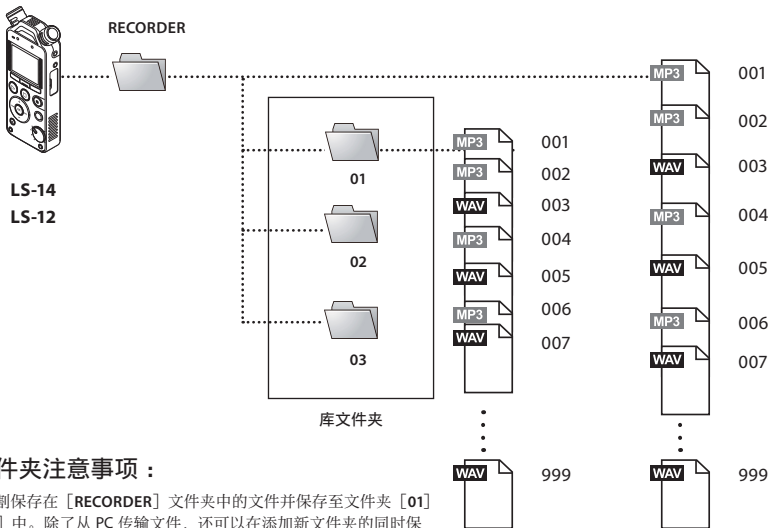 RECORDER
LS-14
LS-12
01
02
03
库文件夹
MP3 001
MP3 002
WAV 003
MP3 004
WAV 005
MP3 006
WAV 007
WAV 999
MP3 001
MP3 002
WAV 003
MP3 004
WAV 005
MP3 006
WAV 007
WAV 999
件夹注意事项：
割保存在［RECORDER］文件夹中的文件并保存至文件夹［01］
］中。除了从 PC 传输文件，还可以在添加新文件夹的同时保